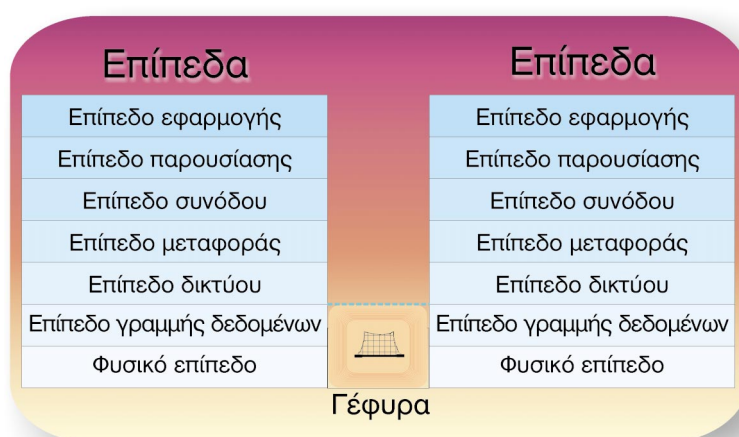 Επίπεδα
Επίπεδο εφαρμογής
Επίπεδο παρουσίασης
Επίπεδο συνόδου
Επίπεδο μεταφοράς
Επίπεδο δικτύου
Επίπεδο γραμμής δεδομένων
Φυσικό επίπεδο
Επίπεδα
Επίπεδο εφαρμογής
Επίπεδο παρουσίασης
Επίπεδο συνόδου
Επίπεδο μεταφοράς
Επίπεδο δικτύου
Επίπεδο γραμμής δεδομένων
Φυσικό επίπεδο
Γέφυρα